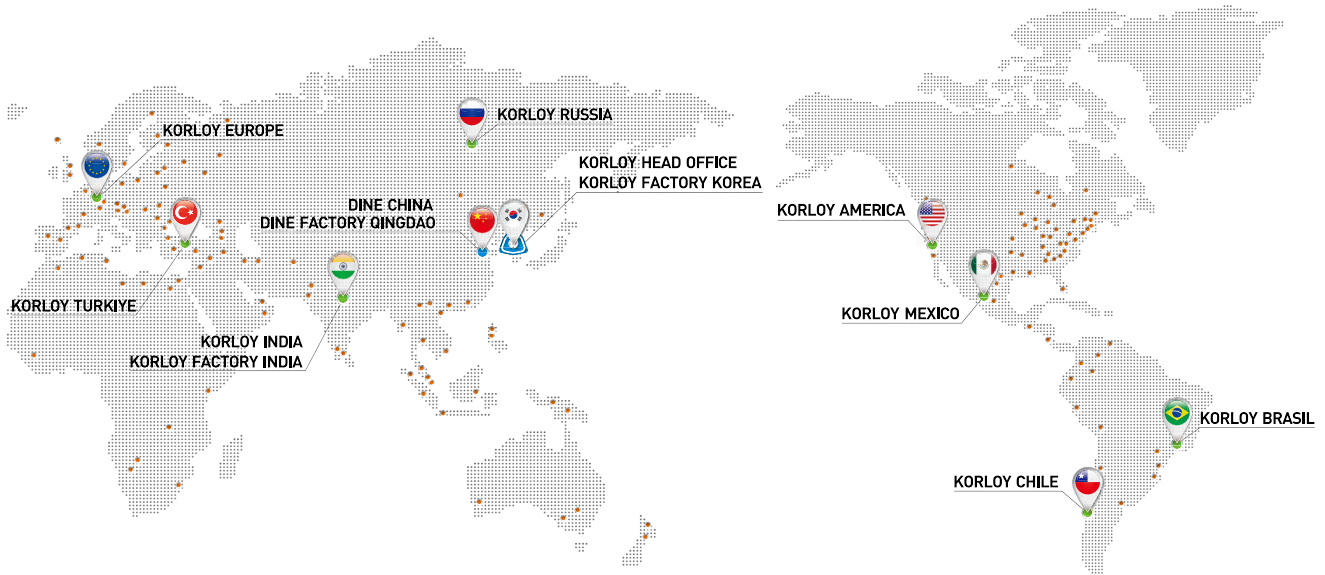 KORLOY EUROPE
KORLOY RUSSIA
KORLOY HEAD OFFICE
KORLOY FACTORY KOREA
DINE CHINA
DINE FACTORY QINGDAO
KORLOY TURKIYE
KORLOY INDIA
KORLOY FACTORY INDIA
KORLOY AMERICA
KORLOY MEXICO
KORLOY BRASIL
KORLOY CHILE